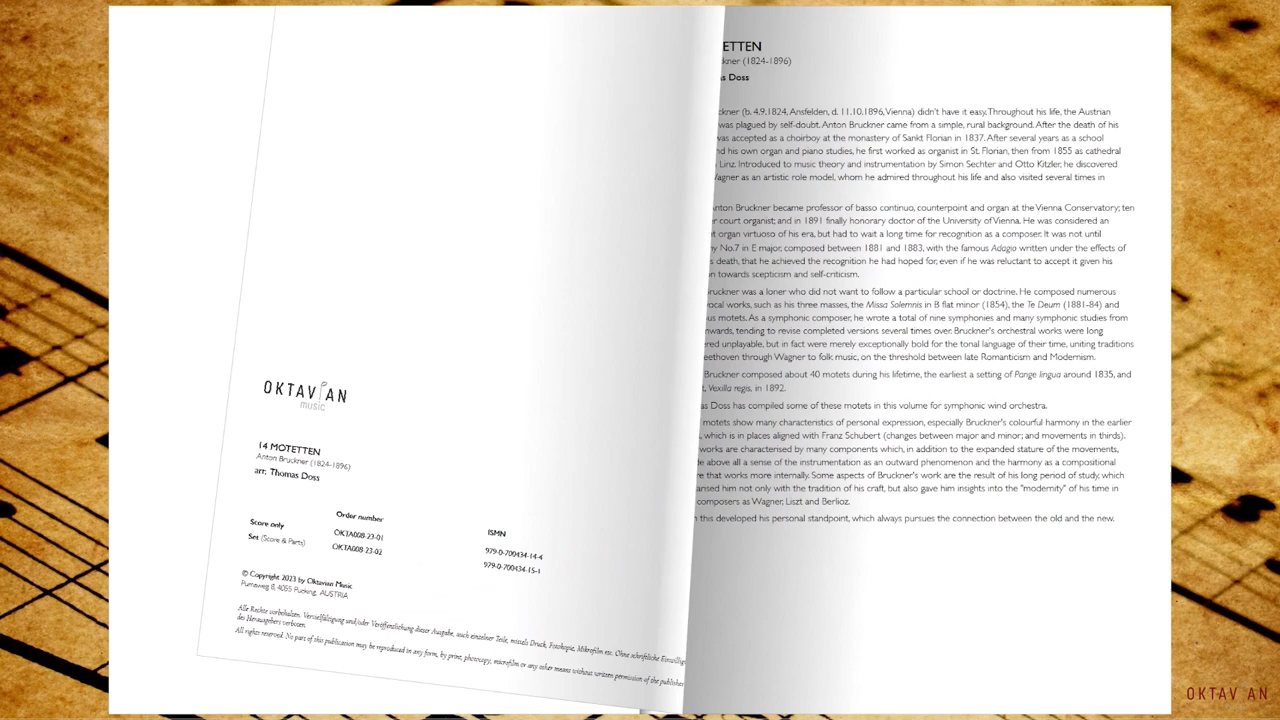 OKTAVIAN
music
14 MOTETTEN
Anton Bruckner (1824-1896)
arr. Thomas Doss
Order number
ISMN
Score only
OKTA008-23-01
979-0-700434-14-4
Set (Score & Parts)
OKTA008-23-02
979-0-700434-15-1
© Copyright 2023 by Oktavian Music
4055 Pucking, AUSTRIA
Alle Rechte vorbehalten. Vervielfältigung und/oder Veröffentlichung dieser Ausgabe, auch einzelner Teile, mittels Druck, Fotokopie, Mikrofilm etc. Ohne schriftliche Einwillig
des Herausgebers verboten.
All rights reserved. No part of this publication may be reproduced in any form, by print, photocopy, microfilm or any other means without written permission of the publisher
ETTEN
kner (1824-1896)
as Doss
ckner (b. 4.9.1824, Ansfelden, d. 11.10.1896, Vienna) didn't have it easy. Throughout his life, the Austrian
was plagued by self-doubt. Anton Bruckner came from a simple, rural background. After the death of his
was accepted as a choirboy at the monastery of Sankt Florian in 1837. After several years as a school
nd his own organ and piano studies, he first worked as organist in St. Florian, then from 1855 as cathedral
Linz. Introduced to music theory and instrumentation by Simon Sechter and Otto Kitzler, he discovered
Wagner as an artistic role model, whom he admired throughout his life and also visited several times in
Anton Bruckner became professor of basso continuo, counterpoint and organ at the Vienna Conservatory; ten
r court organist; and in 1891 finally honorary doctor of the University of Vienna. He was considered an
t organ virtuoso of his era, but had to wait a long time for recognition as a composer. It was not until
ny No.7 in E major, composed between 1881 and 1883, with the famous Adagio written under the effects of
s death, that he achieved the recognition he had hoped for, even if he was reluctant to accept it given his
on towards scepticism and self-criticism.
Bruckner was a loner who did not want to follow a particular school or doctrine. He composed numerous
vocal works, such as his three masses, the Missa Solemnis in B flat minor (1854), the Te Deum (1881-84) and
us motets. As a symphonic composer, he wrote a total of nine symphonies and many symphonic studies from
nwards, tending to revise completed versions several times over. Bruckner's orchestral works were long
ered unplayable, but in fact were merely exceptionally bold for the tonal language of their time, uniting traditions
eethoven through Wagner to folk music, on the threshold between late Romanticism and Modernism.
Bruckner composed about 40 motets during his lifetime, the earliest a setting of Pange lingua around 1835, and
t, Vexilla regis, in 1892.
as Doss has compiled some of these motets in this volume for symphonic wind orchestra.
motets show many characteristics of personal expression, especially Bruckner's colourful harmony in the earlier
, which is in places aligned with Franz Schubert (changes between major and minor; and movements in thirds).
works are characterised by many components which, in addition to the expanded stature of the movements,
e above all a sense of the instrumentation as an outward phenomenon and the harmony as a compositional
re that works more internally. Some aspects of Bruckner's work are the result of his long period of study, which
arised him not only with the tradition of his craft, but also gave him insights into the "modernity" of his time in
composers as Wagner, Liszt and Berlioz.
n this developed his personal standpoint, which always pursues the connection between the old and the new.
OKTAV AN